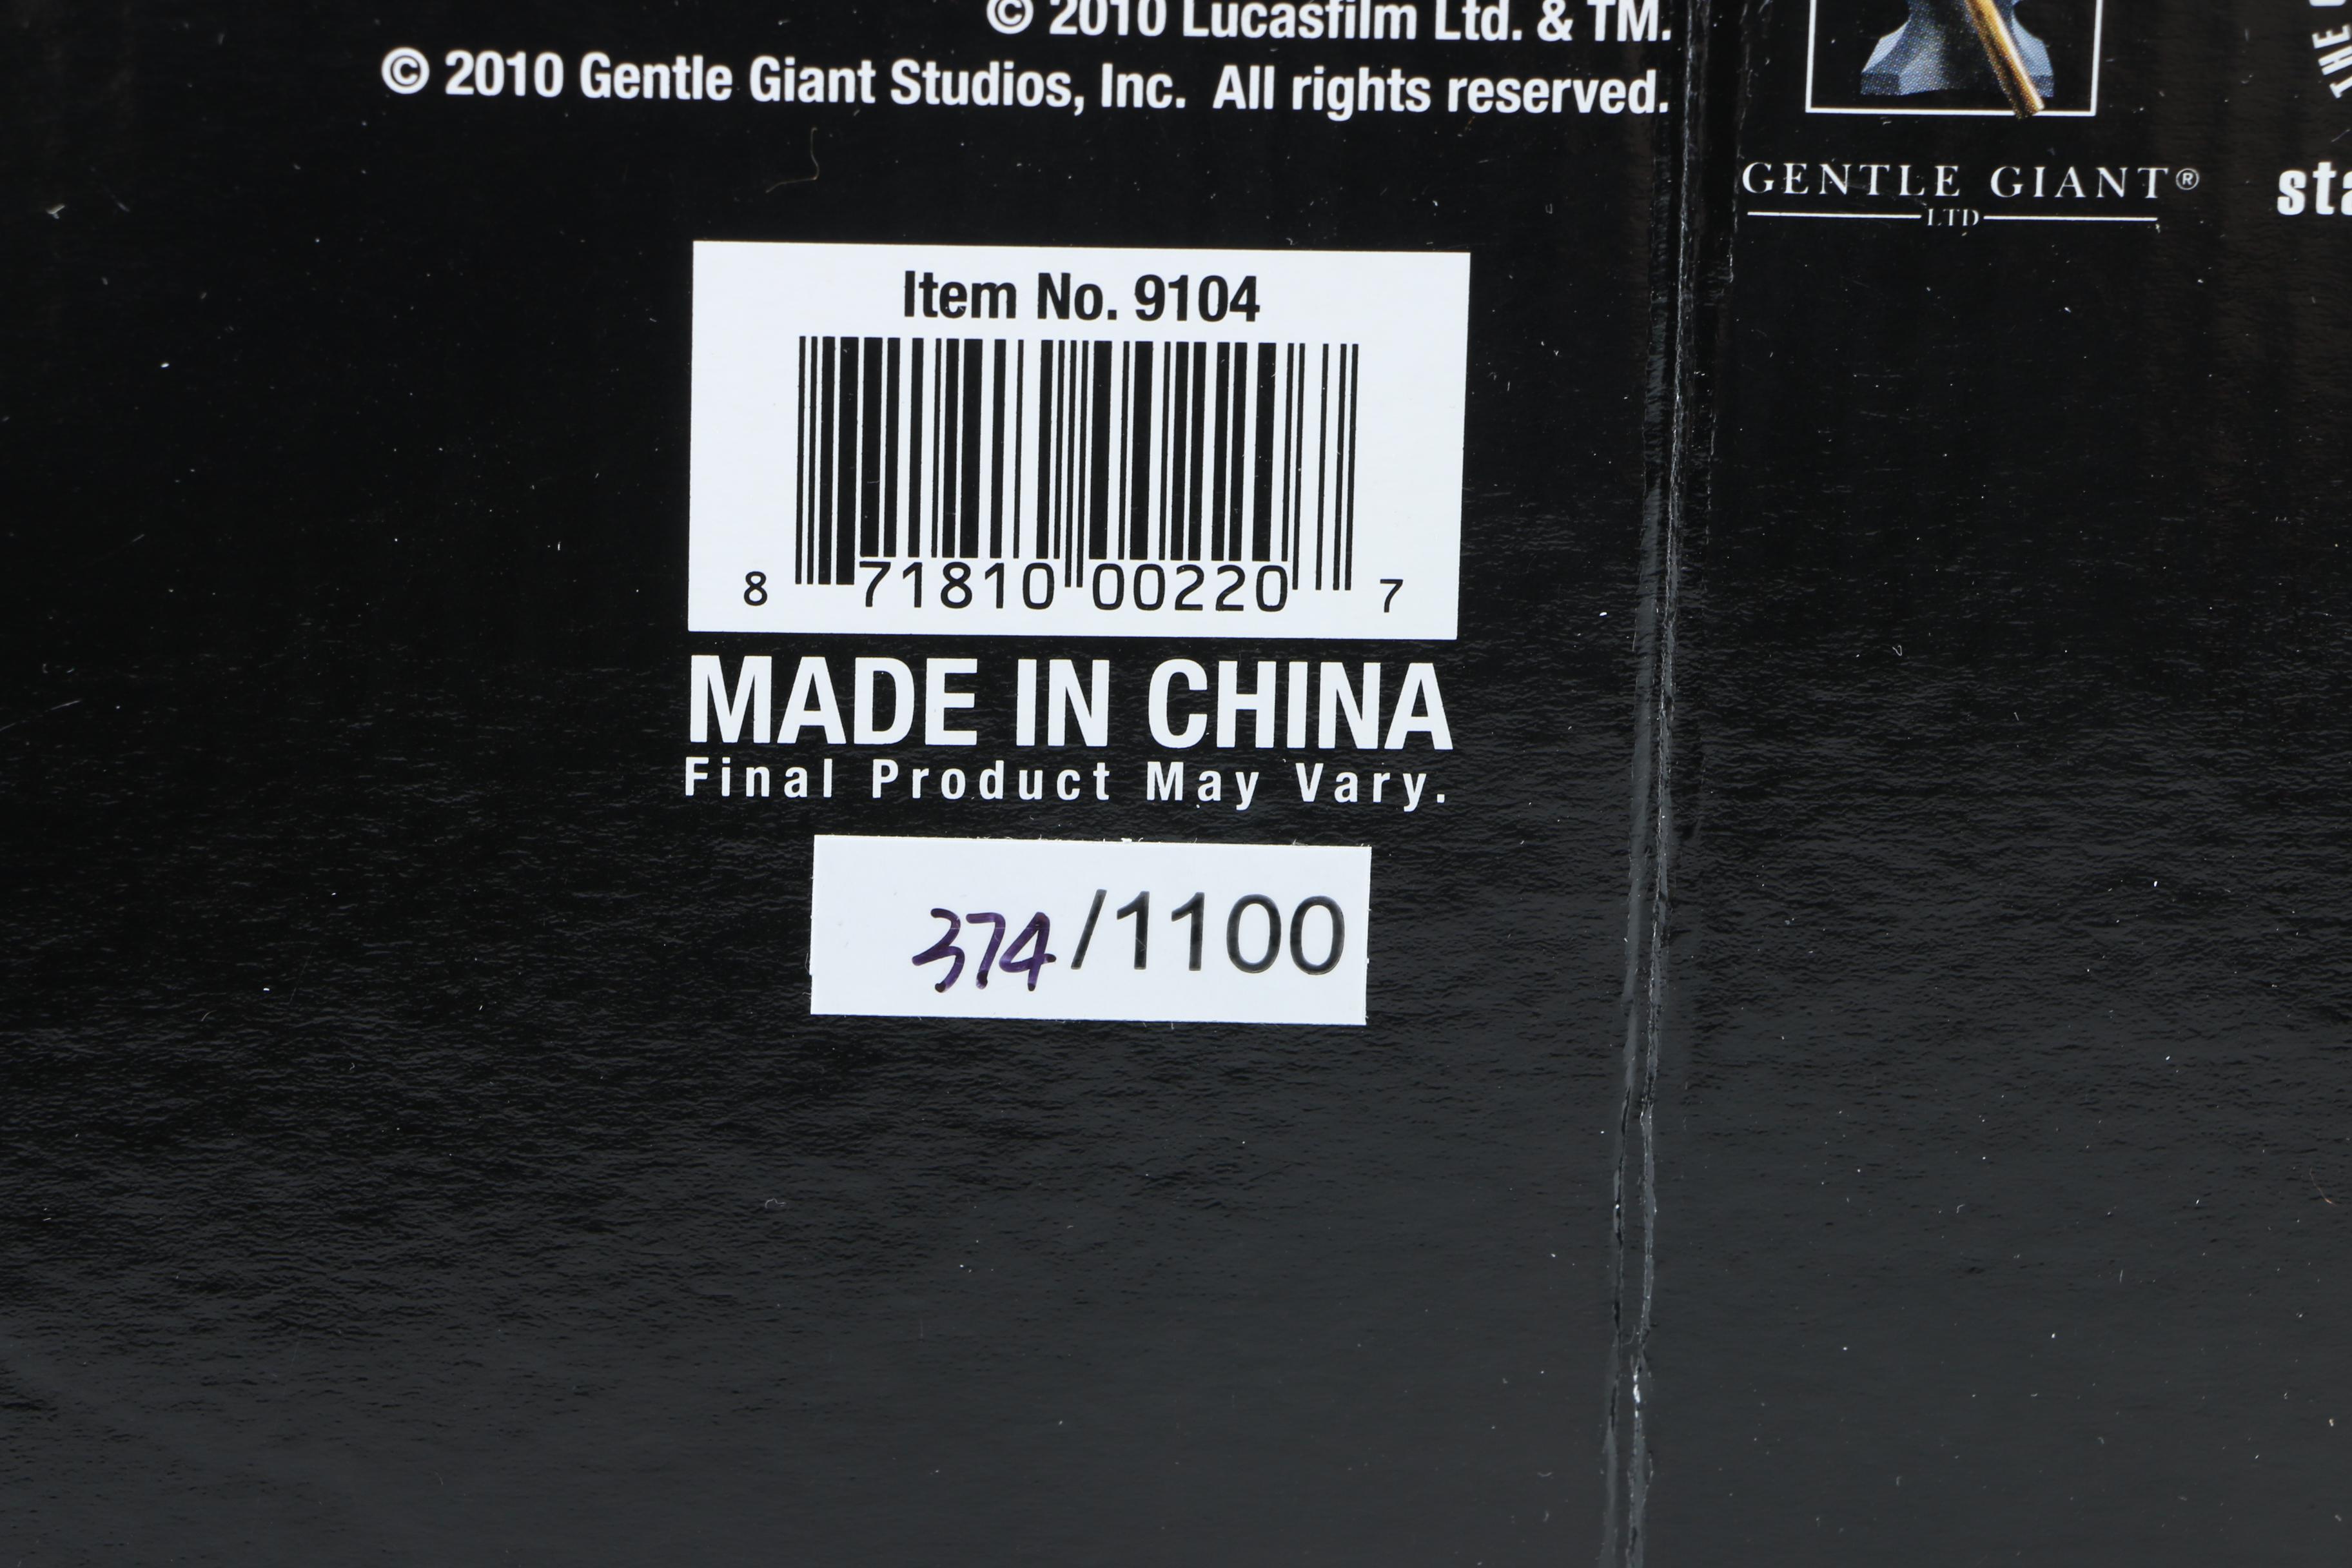 © 2010 Lucasfilm Ltd. & TM.
© 2010 Gentle Giant Studios, Inc. All rights reserved.
GENTLE GIANT®
LTD
Item No. 9104
8 71810 00220 7
MADE IN CHINA
Final Product May Vary.
374/1100
THE